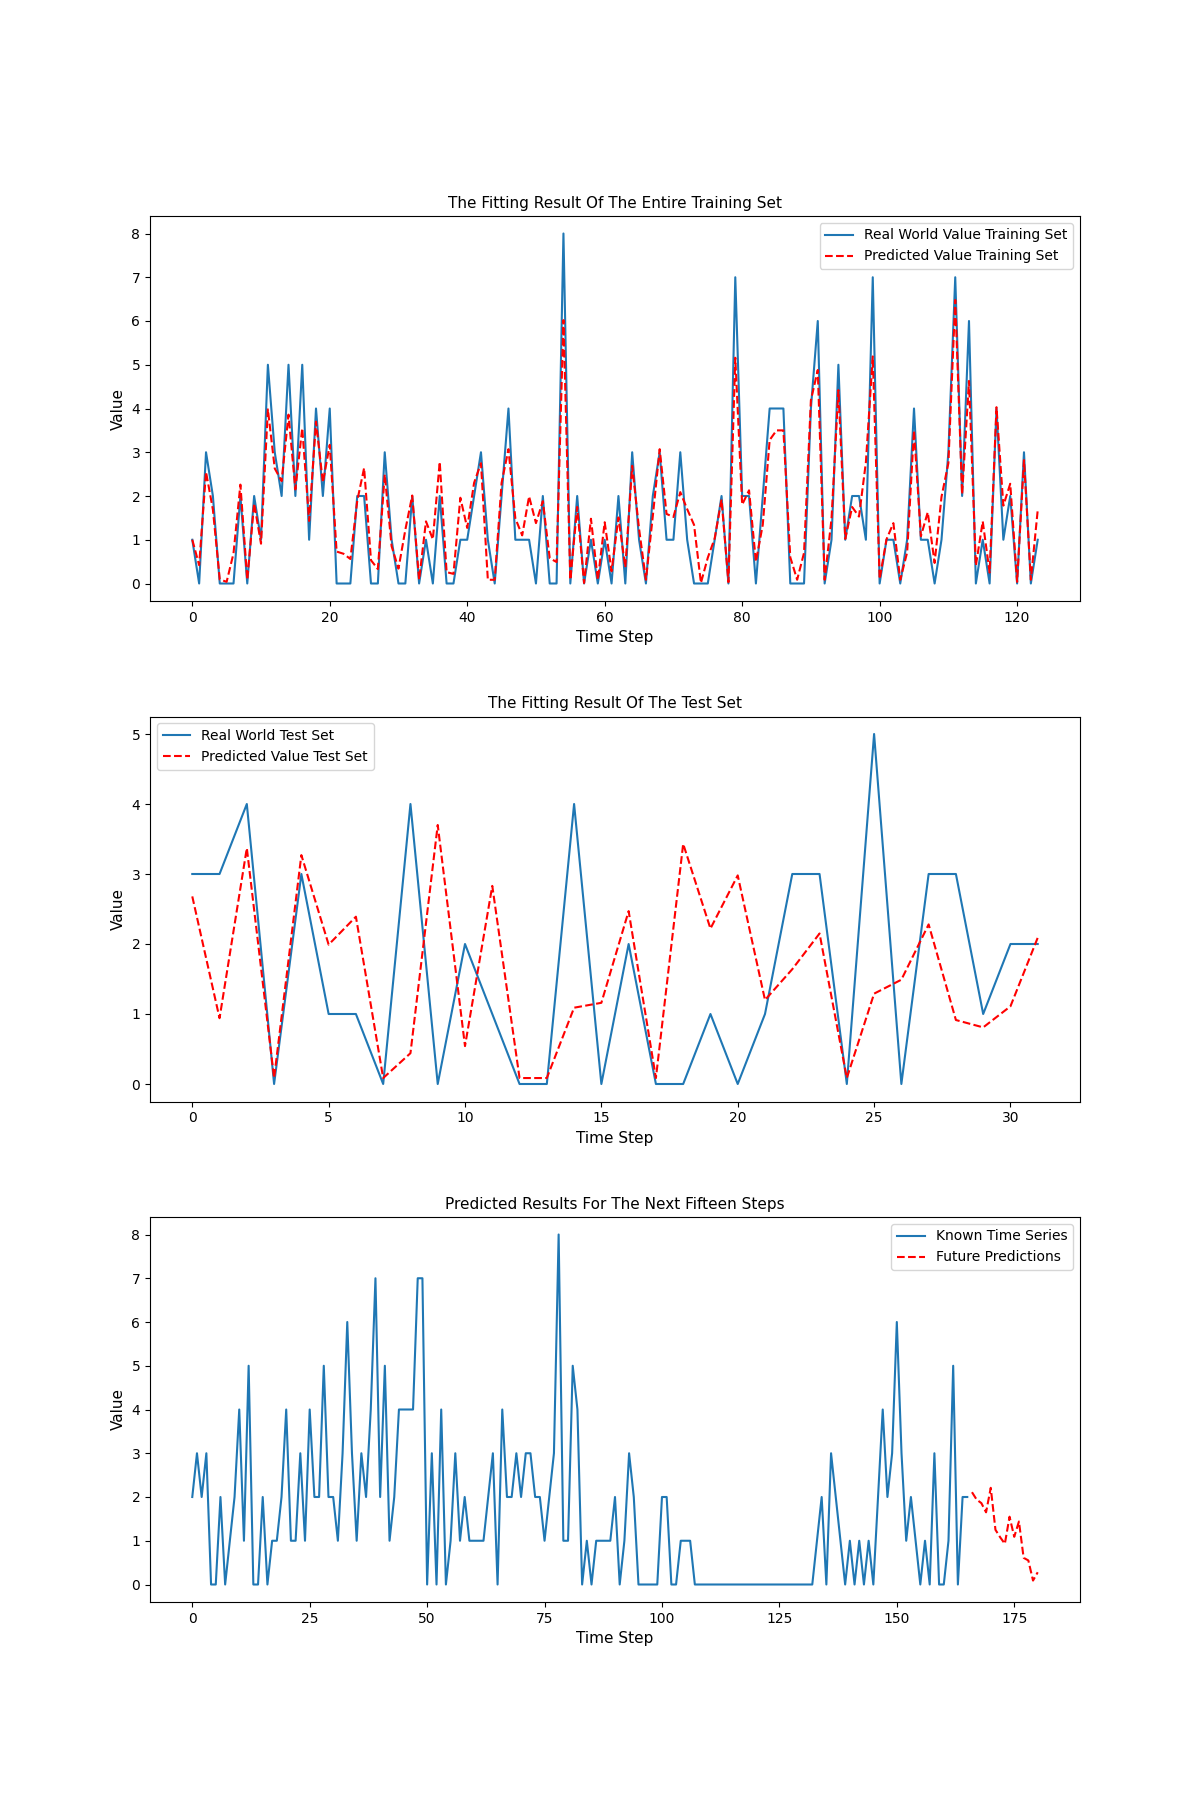 The Fitting Result Of The Entire Training Set
Real World Value Training Set
Predicted Value Training Set
Value
8
7
6
5
4
3
2
1
0
0 20 40 60 80 100 120
Time Step
The Fitting Result Of The Test Set
Real World Test Set
Predicted Value Test Set
Value
5
4
3
2
1
0
0 5 10 15 20 25 30
Time Step
Predicted Results For The Next Fifteen Steps
Known Time Series
Future Predictions
Value
8
7
6
5
4
3
2
1
0
0 25 50 75 100 125 150 175
Time Step